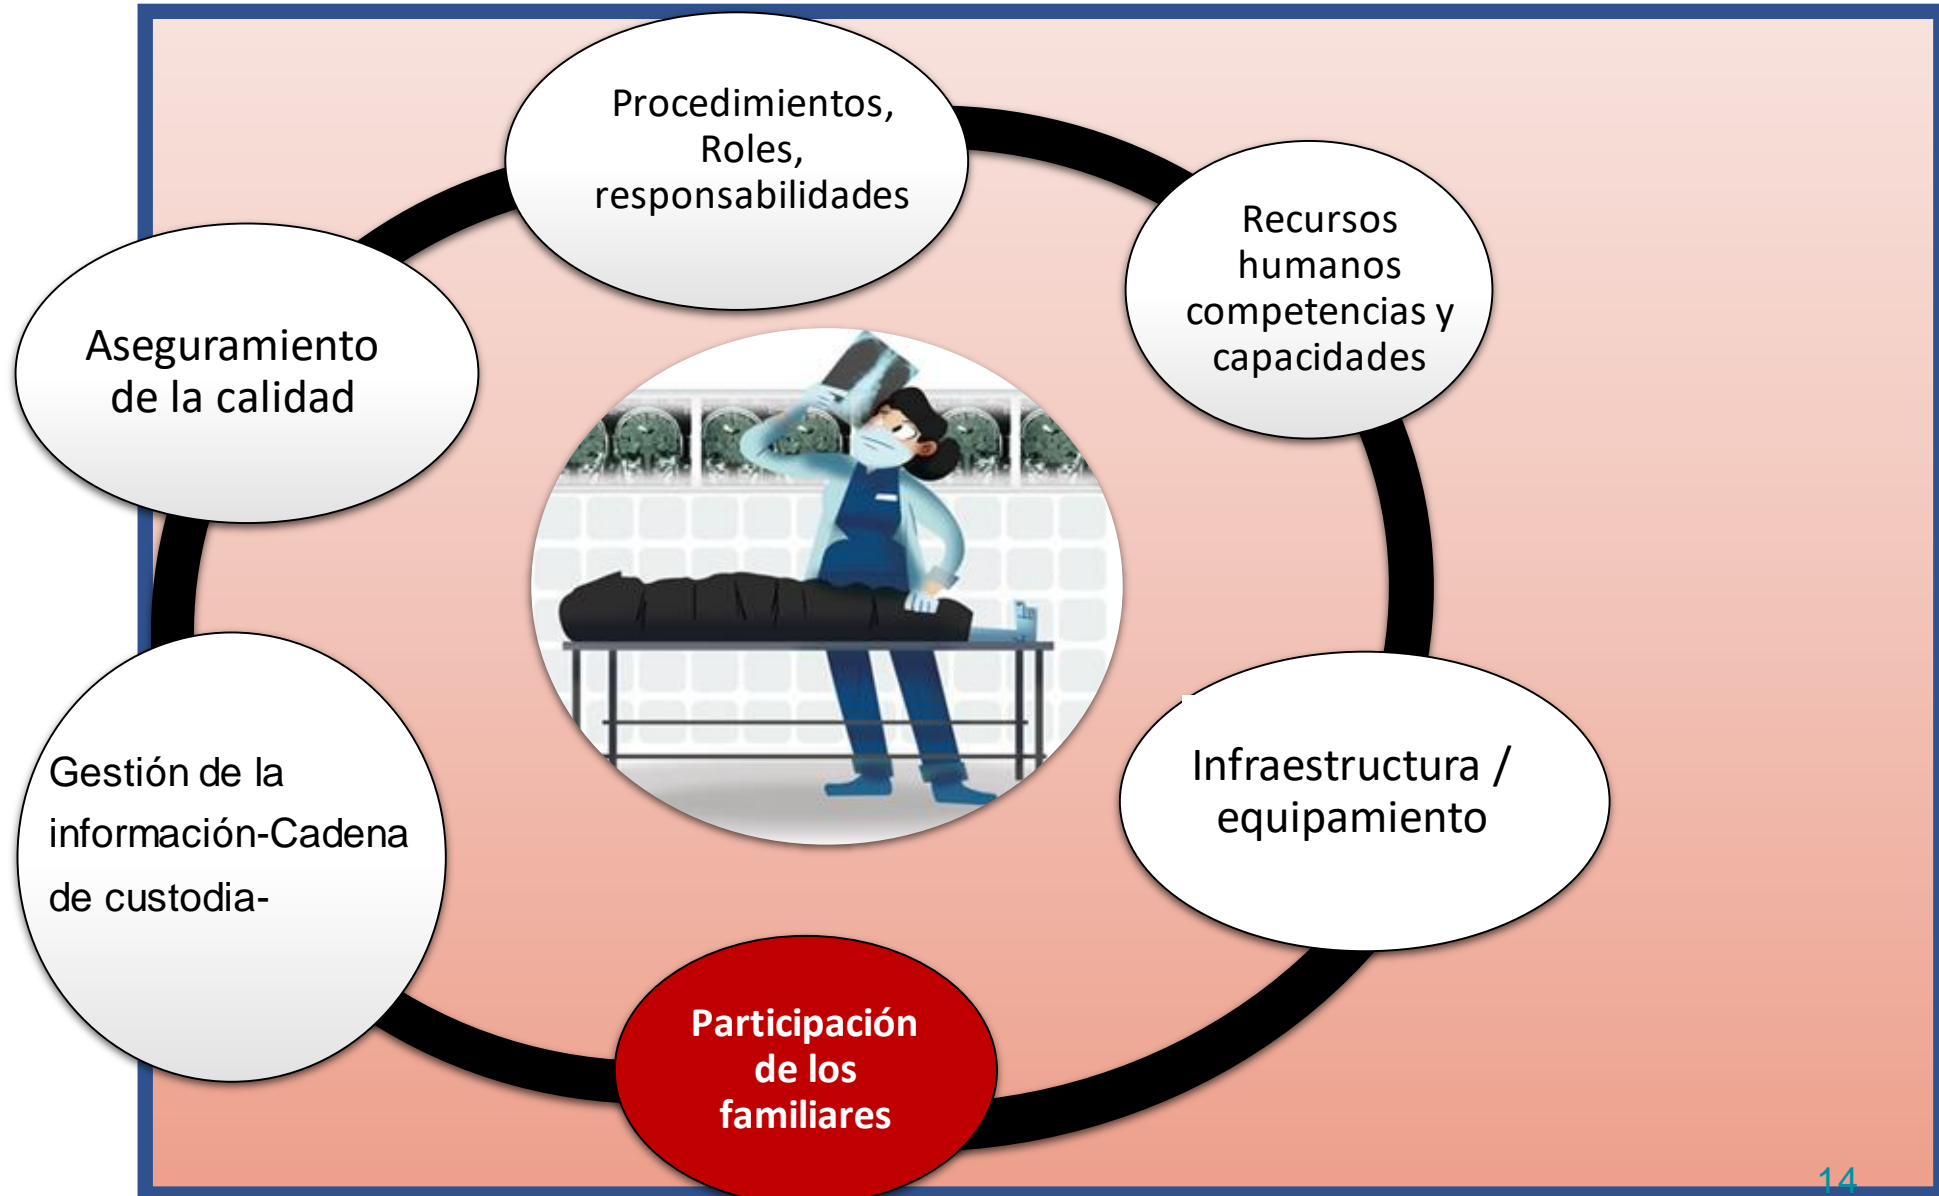 Procedimientos,
Roles,
responsabilidades
Recursos
humanos
competencias y
capacidades
Aseguramiento
de la calidad
Infraestructura /
equipamiento
Gestión de la
información-Cadena
de custodia-
Participación
de los
familiares
14